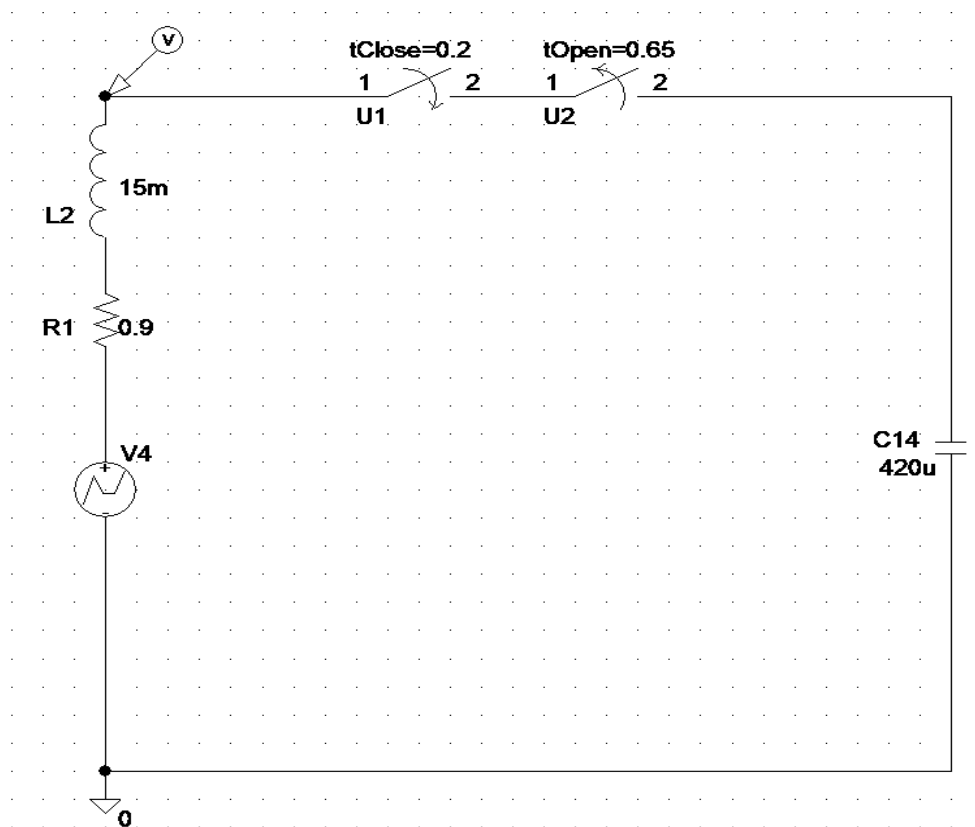 V
tClose=0.2 tOpen=0.65
1 2 1 2
U1 U2
15m
L2
R1 0.9
V4
+
-
C14
420u
0